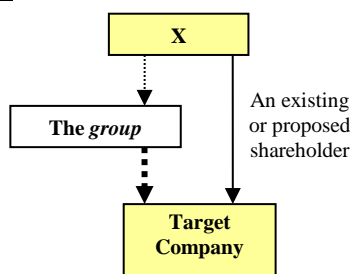 X
The group
An existing
or proposed
shareholder
Target
Company